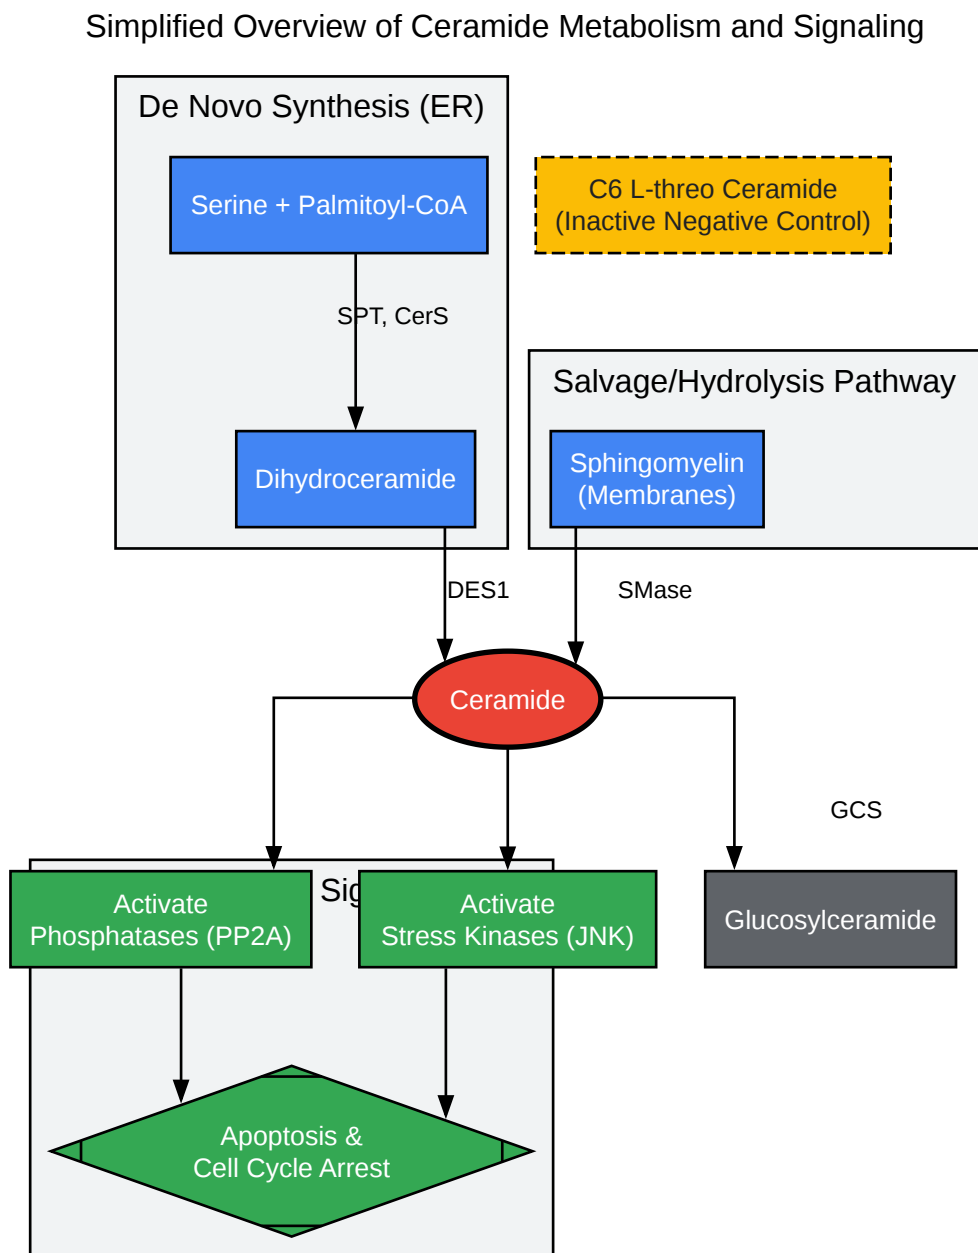 Simplified Overview of Ceramide Metabolism and Signaling
De Novo Synthesis (ER)
Serine + Palmitoyl-CoA
C6 L-threo Ceramide
(Inactive Negative Control)
SPT, CerS
Salvage/Hydrolysis Pathway
Dihydroceramide
Sphingomyelin
(Membranes)
DES1
SMase
Ceramide
GCS
Activate
Phosphatases (PP2A)
Activate
Stress Kinases (JNK)
Glucosylceramide
Apoptosis &
Cell Cycle Arrest